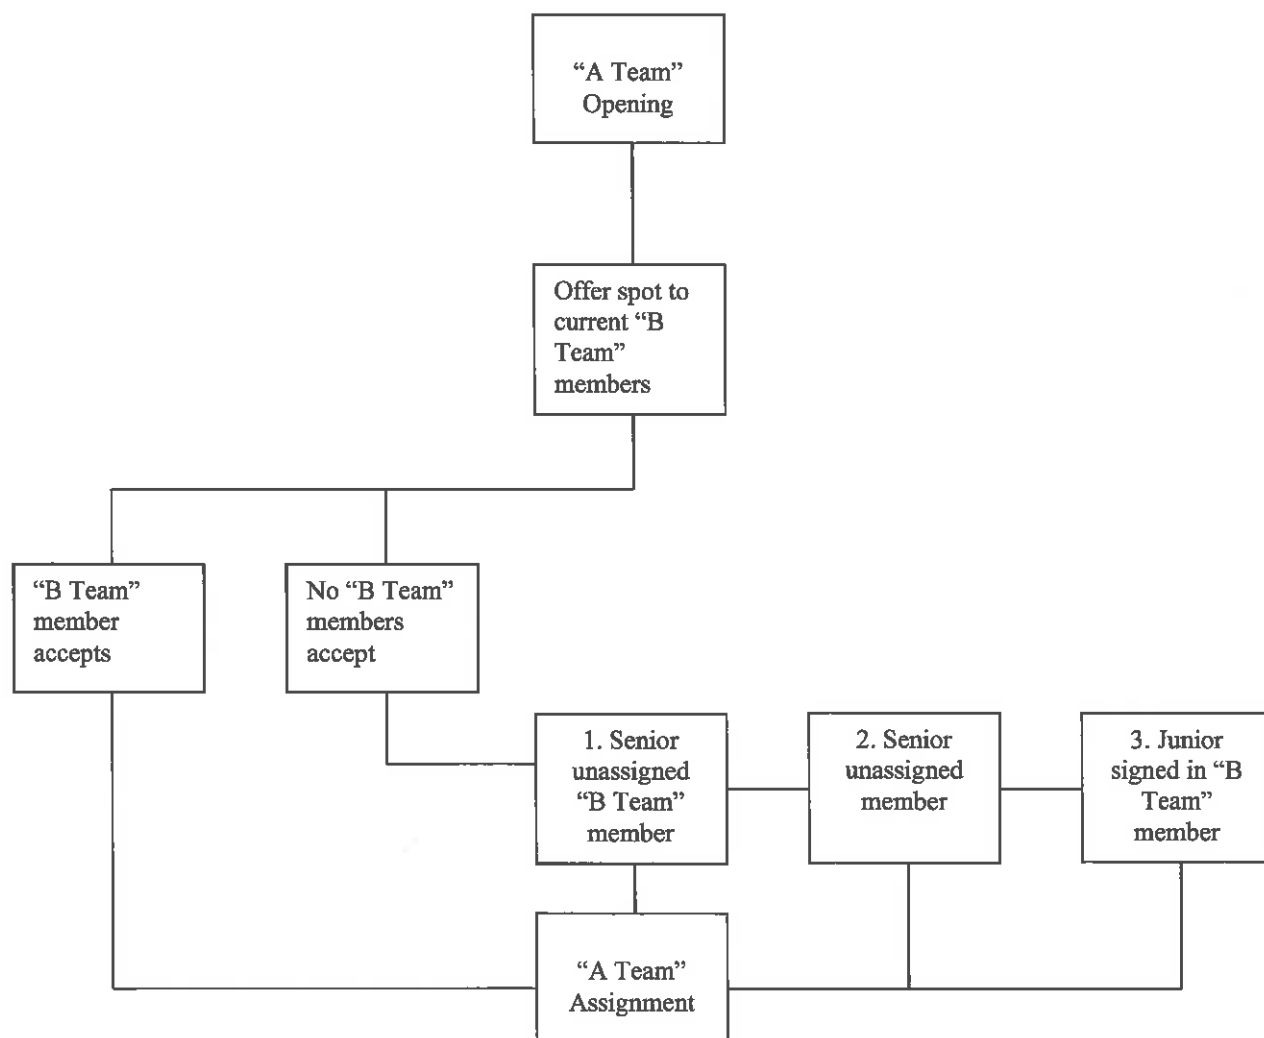 “A Team”
Opening
Offer spot to
current “B
Team”
members
“B Team”
member
accepts
No “B Team”
members
accept
1. Senior
unassigned
“B Team”
member
2. Senior
unassigned
member
3. Junior
signed in “B
Team”
member
“A Team”
Assignment